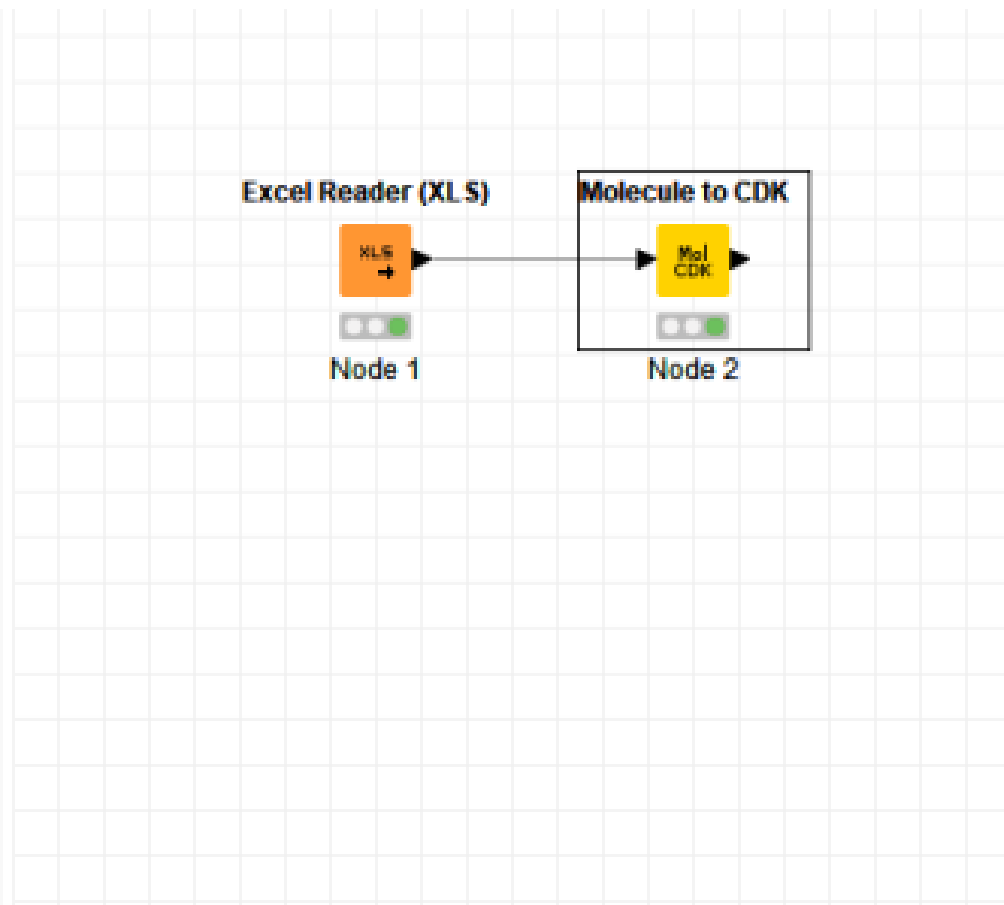 Excel Reader (XLS)
Molecule to CDK
XLS
Mol
CDK
Node 1
Node 2